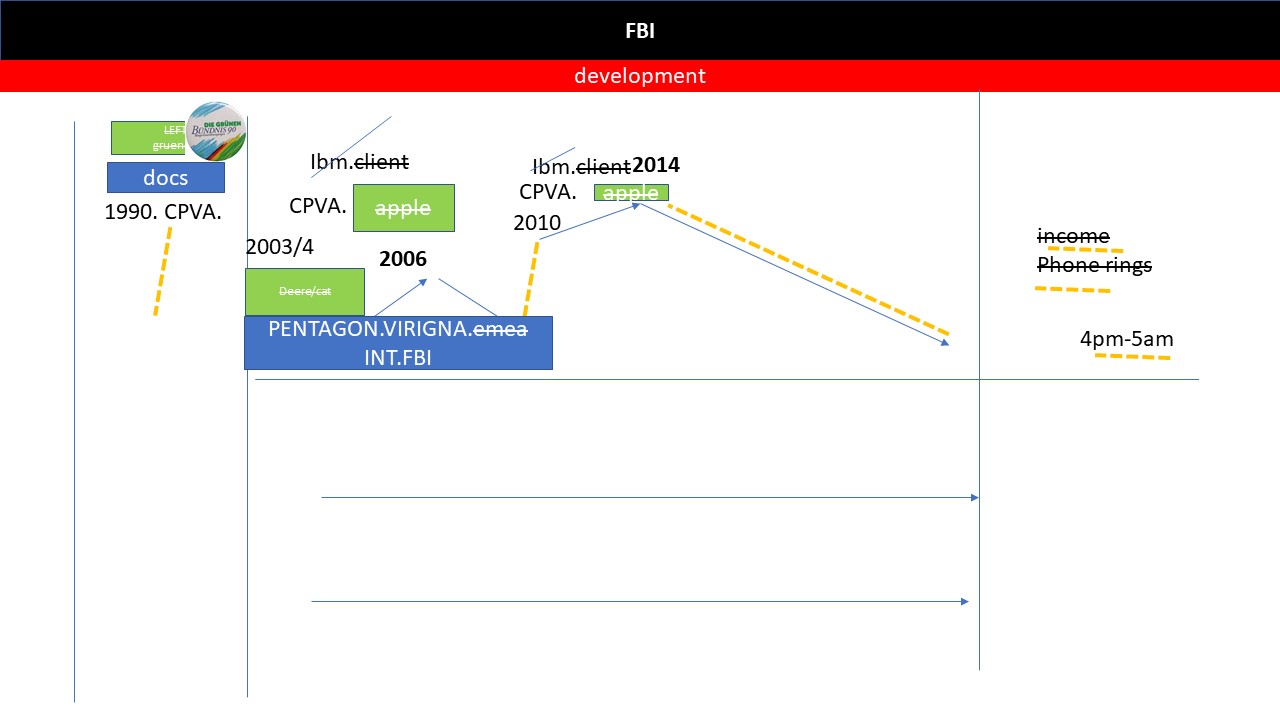 FBI
development
LEFT
gruen
DIE GRÜNEN
BÜNDNIS 90
docs
1990. CPVA.
Ibm.client
CPVA.
apple
2003/4
2006
Deere/cat
PENTAGON.VIRIGNA.emea
INT.FBI
Ibm.client2014
CPVA.
apple
2010
income
Phone rings
4pm-5am